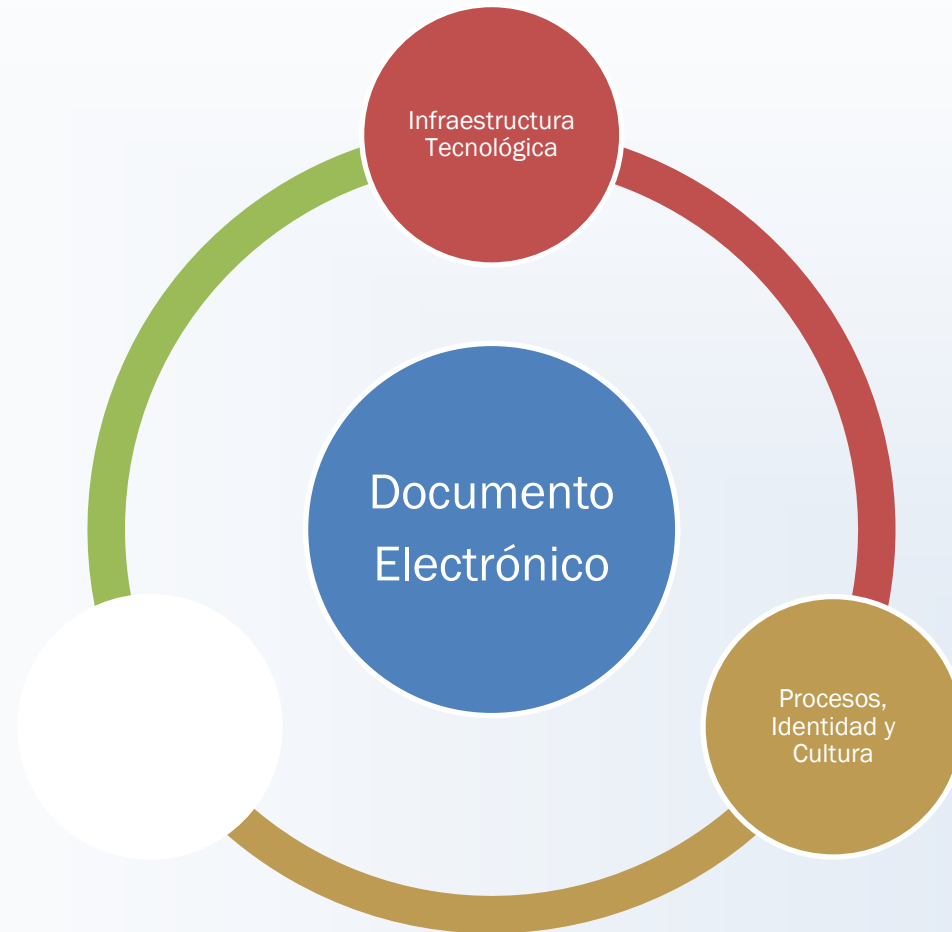 Infraestructura
Tecnológica
Documento
Electrónico
Procesos,
Identidad y
Cultura